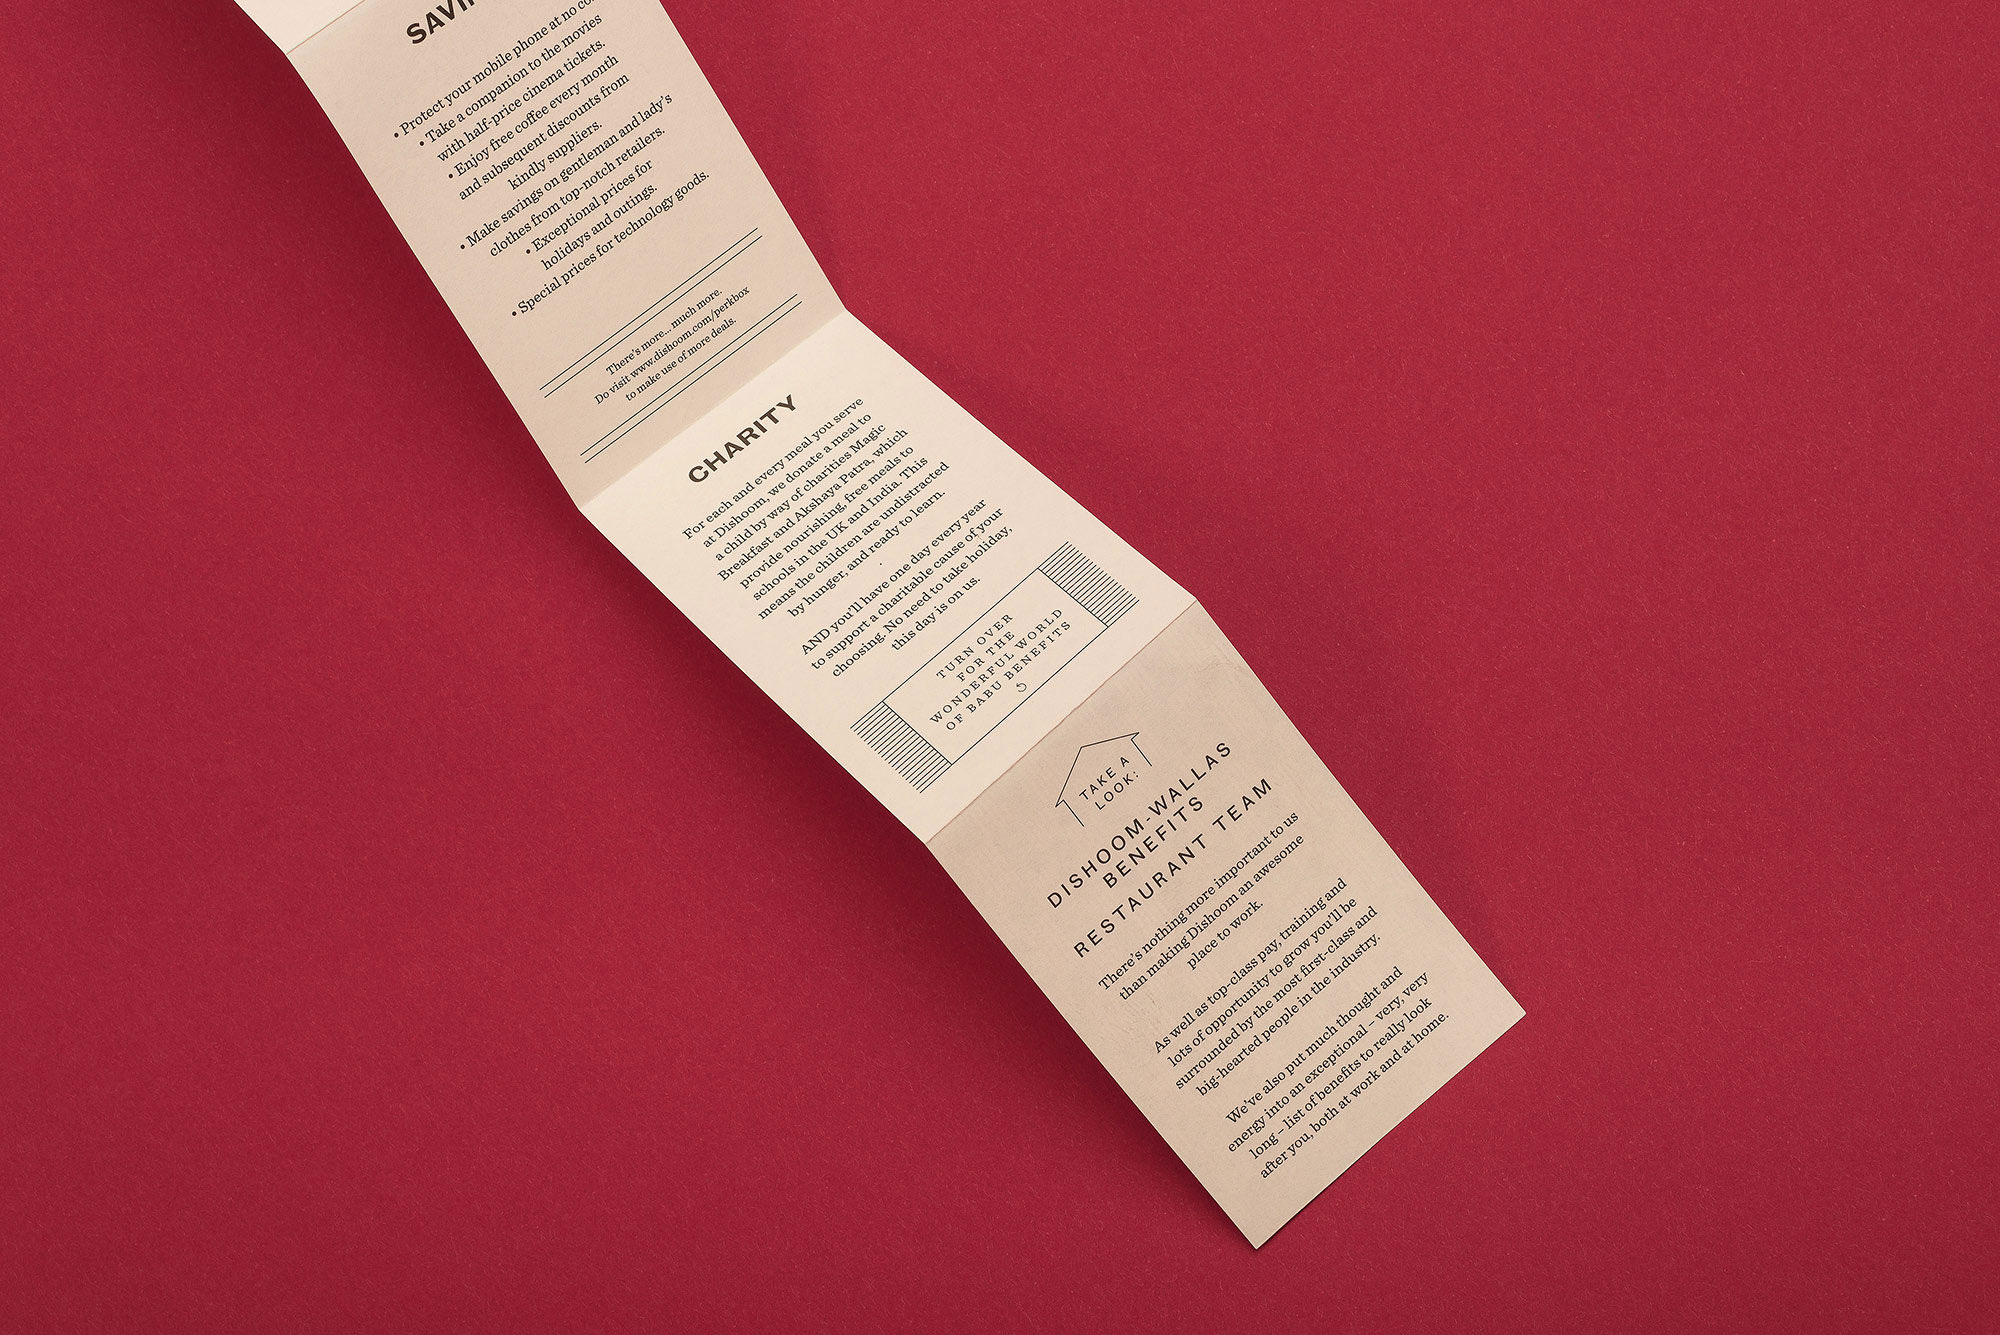 • Protect your mobile phone at no
• Take a companion to the movies
with half-price cinema tickets.
• Enjoy free coffee every month
and subsequent discounts from
kindly suppliers.
• Make savings on gentleman and lady's
clothes from top-notch retailers.
• Exceptional prices for
holidays and outings.
• Special prices for technology goods.
There's more... much more.
Do visit www.dishoom.com/perkbox
to make use of more deals.
CHARITY
For each and every meal you serve
at Dishoom, we donate a meal to
a child by way of charities Magic
Breakfast and Akshaya Patra, which
provide nourishing, free meals to
schools in the UK and India. This
means the children are undistracted
by hunger, and ready to learn.
AND you'll have one day every year
to support a charitable cause of your
choosing. No need to take holiday,
this day is on us.
TURN OVER
FOR THE
WONDERFUL WORLD
OF BABU BENEFITS
TAKE A
LOOK:
DISHOOM-WALLAS
BENEFITS
RESTAURANT TEAM
There's nothing more important to us
than making Dishoom an awesome
place to work.
As well as top-class pay, training and
lots of opportunity to grow you'll be
surrounded by the most first-class and
big-hearted people in the industry.
We've also put much thought and
energy into an exceptional – very, very
long – list of benefits to really look
after you, both at work and at home.